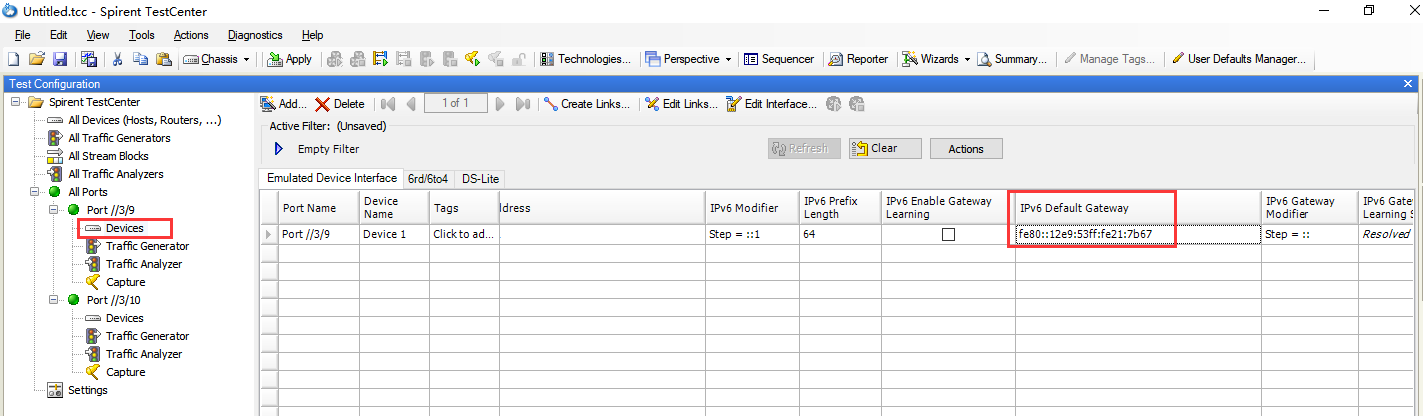 Untitled.tcc - Spirent TestCenter
File Edit View Tools Actions Diagnostics Help
Chassis Apply Technologies... Perspective Sequencer Reporter Wizards Summary... Manage Tags... User Defaults Manager...
Test Configuration
Spirent TestCenter
All Devices (Hosts, Routers, ...)
All Traffic Generators
All Stream Blocks
All Traffic Analyzers
All Ports
Port //3/9
Devices
Traffic Generator
Traffic Analyzer
Capture
Port //3/10
Devices
Traffic Generator
Traffic Analyzer
Capture
Settings
Add... Delete 1 of 1 Create Links... Edit Links... Edit Interface...
Active Filter: (Unsaved)
Empty Filter Refresh Clear Actions
Emulated Device Interface 6rd/6to4 DS-Lite
Port Name Device Name Tags ddress IPv6 Modifier IPv6 Prefix Length IPv6 Enable Gateway Learning IPv6 Default Gateway IPv6 Gateway Modifier IPv6 Gate Learning S
Port //3/9 Device 1 Click to ad... Step = ::1 64 fe80::12e9:53ff:fe21:7b67 Step = :: Resolved